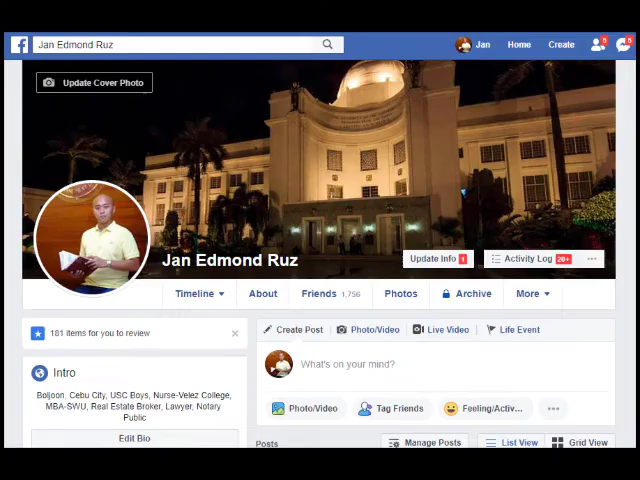 Jan Edmond Ruz
Jan Home Create 5 5
Update Cover Photo
Jan Edmond Ruz
Update Info 1 Activity Log 20+
Timeline About Friends 1,756 Photos Archive More
181 items for you to review
Create Post Photo/Video Live Video Life Event
What's on your mind?
Intro
Boljoon, Cebu City, USC Boys, Nurse-Velez College,
MBA-SWU, Real Estate Broker, Lawyer, Notary
Public
Edit Bio
Photo/Video Tag Friends Feeling/Activ...
Posts Manage Posts List View Grid View